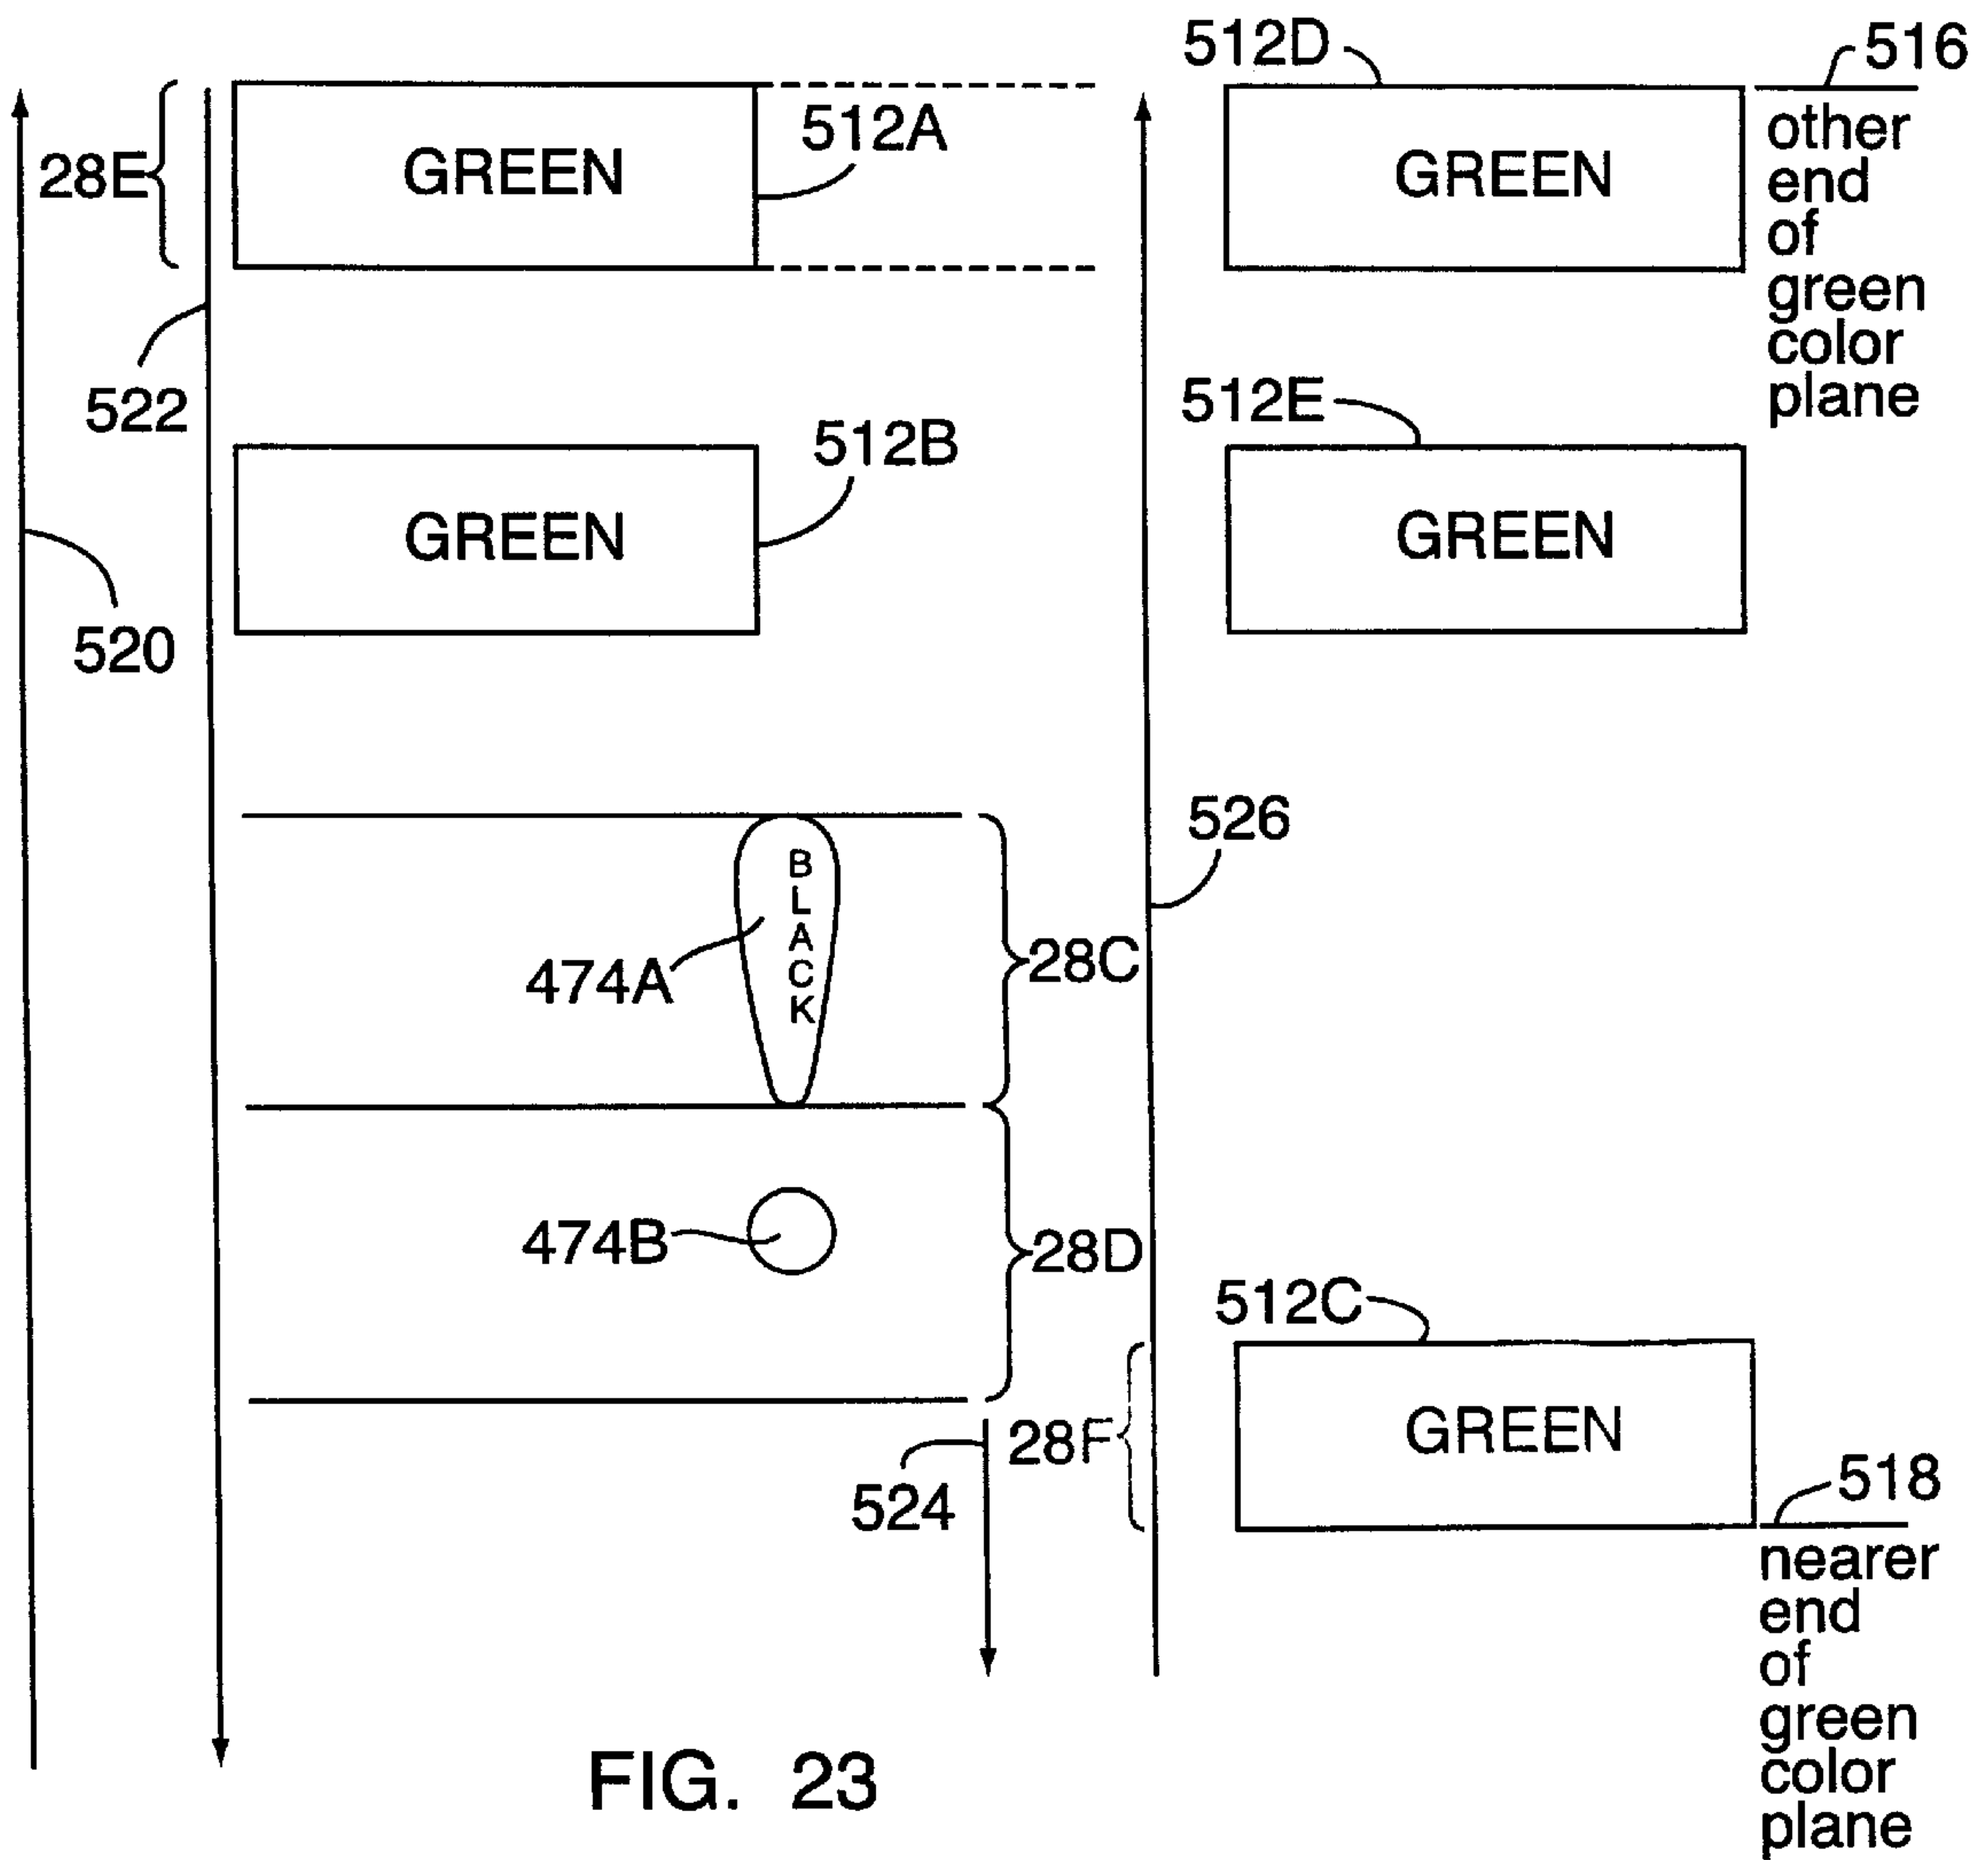 512D
516
28E
GREEN
512A
GREEN
other
end
of
green
color
plane
522
512B
512E
GREEN
GREEN
520
526
B
L
A
C
K
474A
28C
474B
28D
512C
28F
GREEN
524
518
nearer
end
of
green
color
plane
FIG. 23